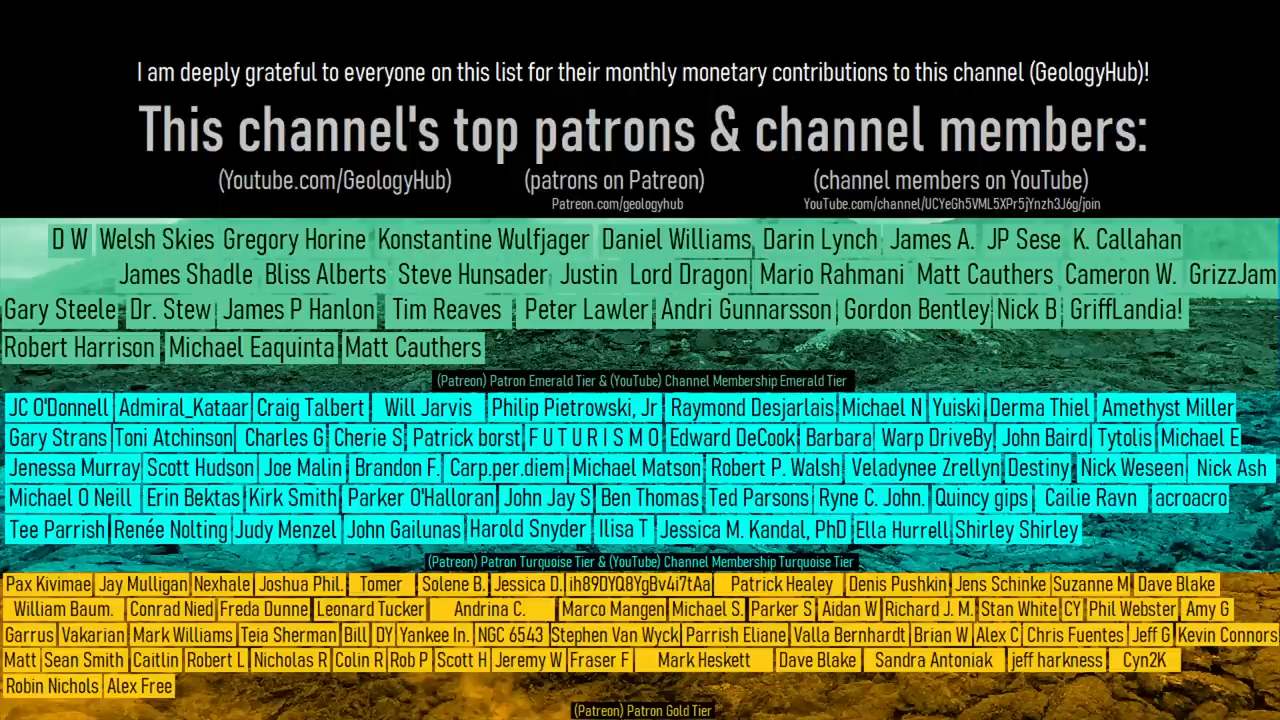 I am deeply grateful to everyone on this list for their monthly monetary contributions to this channel (GeologyHub)!
This channel's top patrons & channel members:
(Youtube.com/GeologyHub) (patrons on Patreon) (channel members on YouTube)
Patreon.com/geologyhub YouTube.com/channel/UCYeGh5VML5XPr5jYnzh3J6g/join
D W Welsh Skies Gregory Horine Konstantine Wulfjager Daniel Williams Darin Lynch James A. JP Sese K. Callahan
James Shadle Bliss Alberts Steve Hunsader Justin Lord Dragon Mario Rahmani Matt Cauthers Cameron W. GrizzJam
Gary Steele Dr. Stew James P Hanlon Tim Reaves Peter Lawler Andri Gunnarsson Gordon Bentley Nick B GriffLandia!
Robert Harrison Michael Eaquinta Matt Cauthers
(Patreon) Patron Emerald Tier & (YouTube) Channel Membership Emerald Tier
JC O'Donnell Admiral_Kataar Craig Talbert Will Jarvis Philip Pietrowski, Jr Raymond Desjarlais Michael N Yuiski Derma Thiel Amethyst Miller
Gary Strans Toni Atchinson Charles G Cherie S Patrick borst F U T U R I S M O Edward DeCook Barbara Warp DriveBy John Baird Tytolis Michael E
Jenessa Murray Scott Hudson Joe Malin Brandon F. Carp.per.diem Michael Matson Robert P. Walsh Veladynee Zrellyn Destiny Nick Weseen Nick Ash
Michael O Neill Erin Bektas Kirk Smith Parker O'Halloran John Jay S Ben Thomas Ted Parsons Ryne C. John. Quincy gips Cailie Ravn acroacro
Tee Parrish Renée Nolting Judy Menzel John Gailunas Harold Snyder Ilisa T Jessica M. Kandal, PhD Ella Hurrell Shirley Shirley
(Patreon) Patron Turquoise Tier & (YouTube) Channel Membership Turquoise Tier
Pax Kivimae Jay Mulligan Nexhale Joshua Phil. Tomer Solene B. Jessica D. ih89DYQ8YgBv4i7tAa Patrick Healey Denis Pushkin Jens Schinke Suzanne M Dave Blake
William Baum. Conrad Nied Freda Dunne Leonard Tucker Andrina C. Marco Mangen Michael S. Parker S Aidan W Richard J. M. Stan White CY Phil Webster Amy G
Garrus Vakarian Mark Williams Teia Sherman Bill DY Yankee In. NGC 6543 Stephen Van Wyck Parrish Eliane Valla Bernhardt Brian W Alex C Chris Fuentes Jeff G Kevin Connors
Matt Sean Smith Caitlin Robert L Nicholas R Colin R Rob P Scott H Jeremy W Fraser F Mark Heskett Dave Blake Sandra Antoniak jeff harkness Cyn2K
Robin Nichols Alex Free
(Patreon) Patron Gold Tier